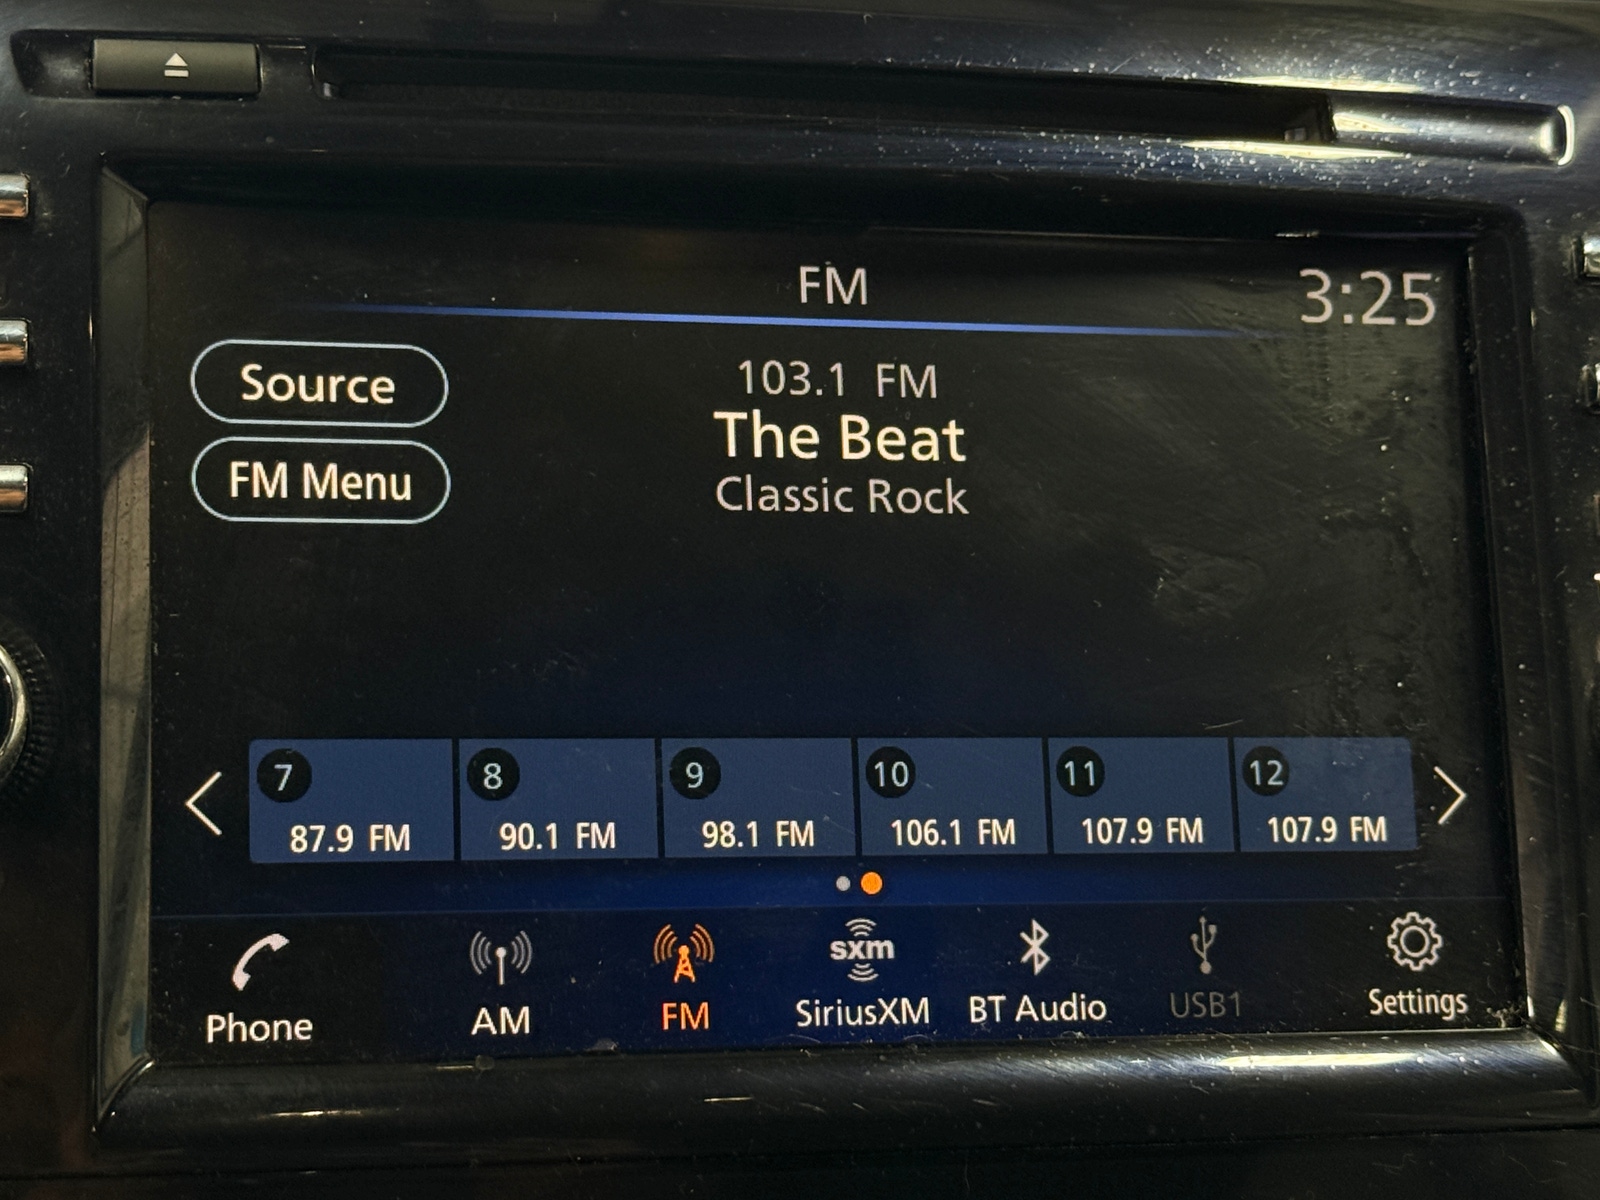 FM
3:25
Source
FM Menu
103.1 FM
The Beat
Classic Rock
7
87.9 FM
8
90.1 FM
9
98.1 FM
10
106.1 FM
11
107.9 FM
12
107.9 FM
Phone
AM
FM
sxm
SiriusXM
BT Audio
USB1
Settings